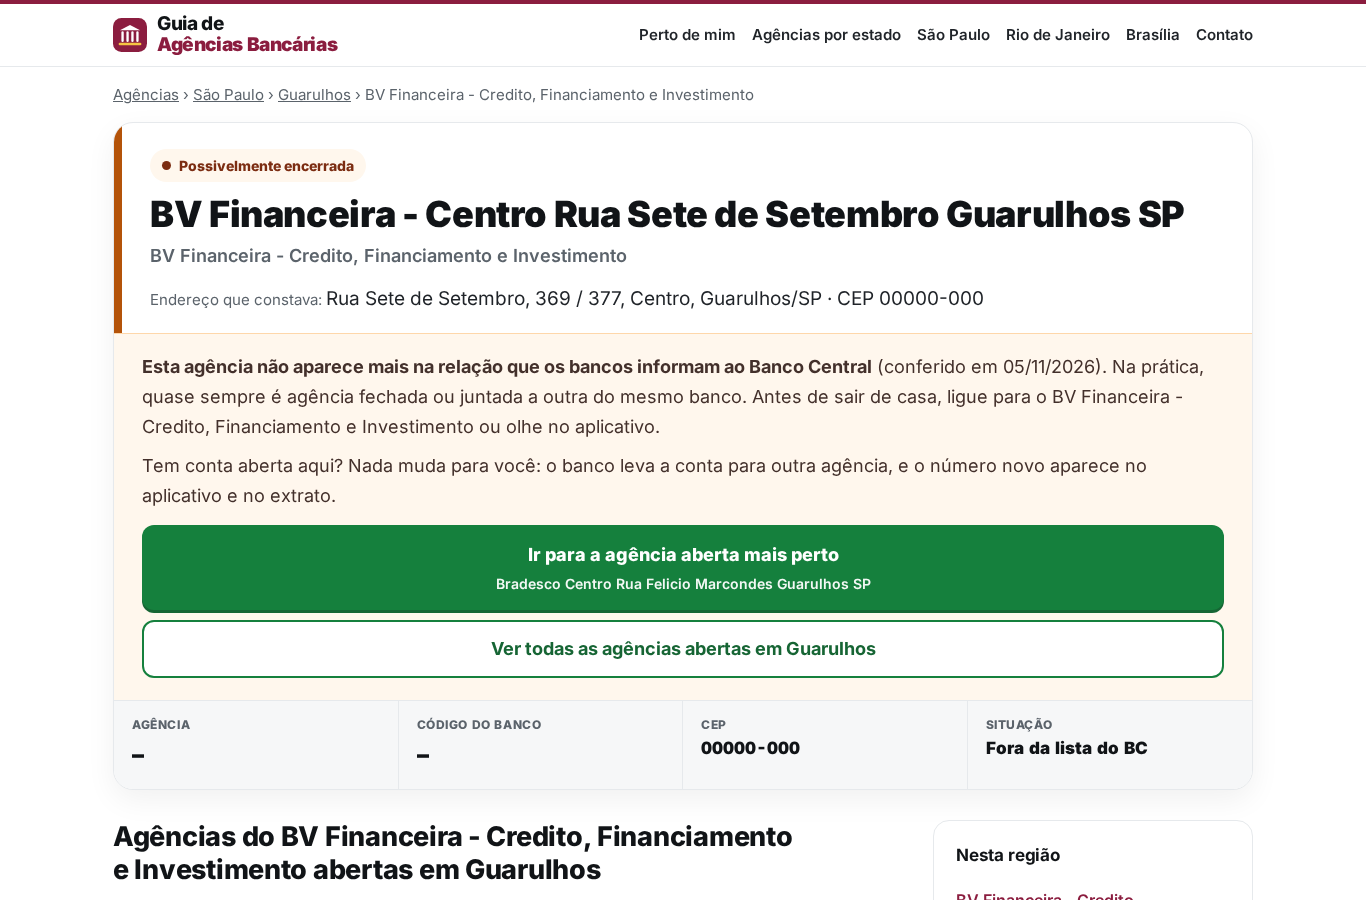 Guia de
Agências Bancárias
Perto de mim
Agências por estado
São Paulo
Rio de Janeiro
Brasília
Contato
Agências › São Paulo › Guarulhos › BV Financeira - Credito, Financiamento e Investimento
Possivelmente encerrada
BV Financeira - Centro Rua Sete de Setembro Guarulhos SP
BV Financeira - Credito, Financiamento e Investimento
Endereço que constava: Rua Sete de Setembro, 369 / 377, Centro, Guarulhos/SP · CEP 00000-000
Esta agência não aparece mais na relação que os bancos informam ao Banco Central (conferido em 05/11/2026). Na prática,
quase sempre é agência fechada ou juntada a outra do mesmo banco. Antes de sair de casa, ligue para o BV Financeira -
Credito, Financiamento e Investimento ou olhe no aplicativo.
Tem conta aberta aqui? Nada muda para você: o banco leva a conta para outra agência, e o número novo aparece no
aplicativo e no extrato.
Ir para a agência aberta mais perto
Bradesco Centro Rua Felicio Marcondes Guarulhos SP
Ver todas as agências abertas em Guarulhos
AGÊNCIA
–
CÓDIGO DO BANCO
–
CEP
00000-000
SITUAÇÃO
Fora da lista do BC
Agências do BV Financeira - Credito, Financiamento
e Investimento abertas em Guarulhos
Nesta região
BV Financeira - Credito,